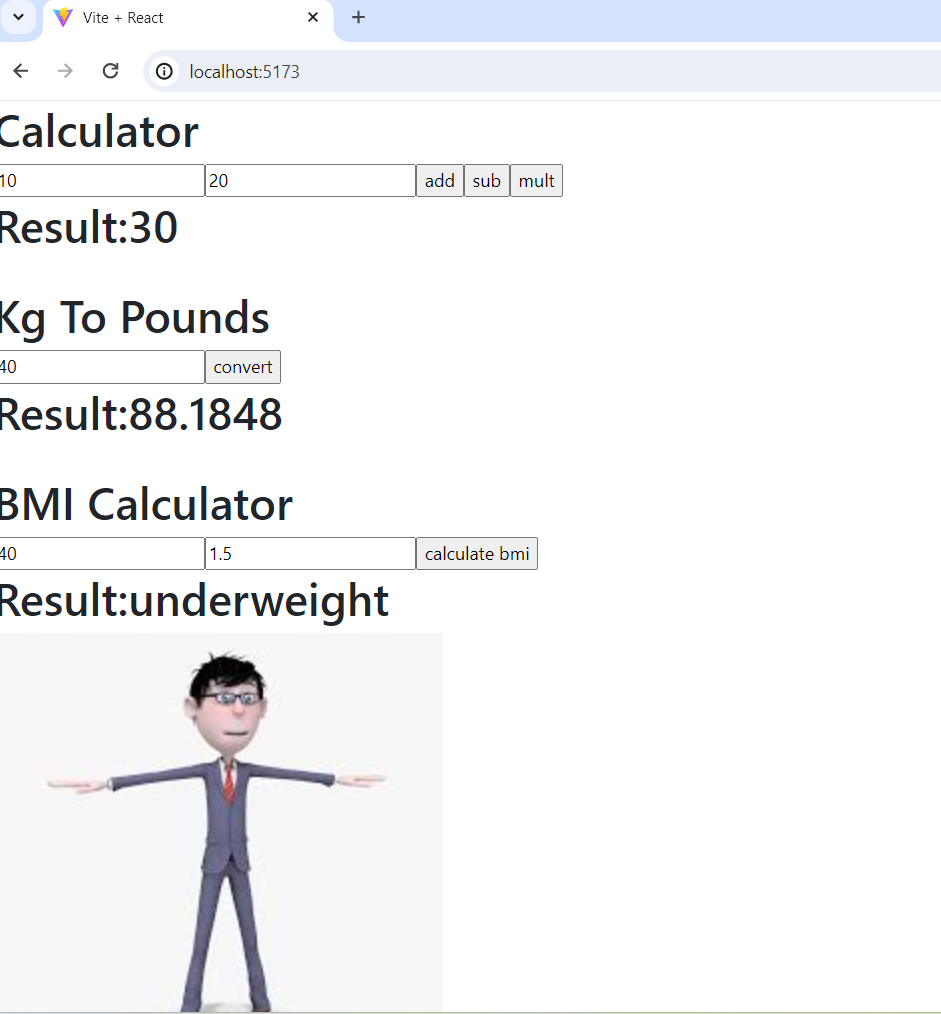 Vite + React
localhost:5173
Calculator
10 20 add sub mult
Result:30
Kg To Pounds
40 convert
Result:88.1848
BMI Calculator
40 1.5 calculate bmi
Result:underweight